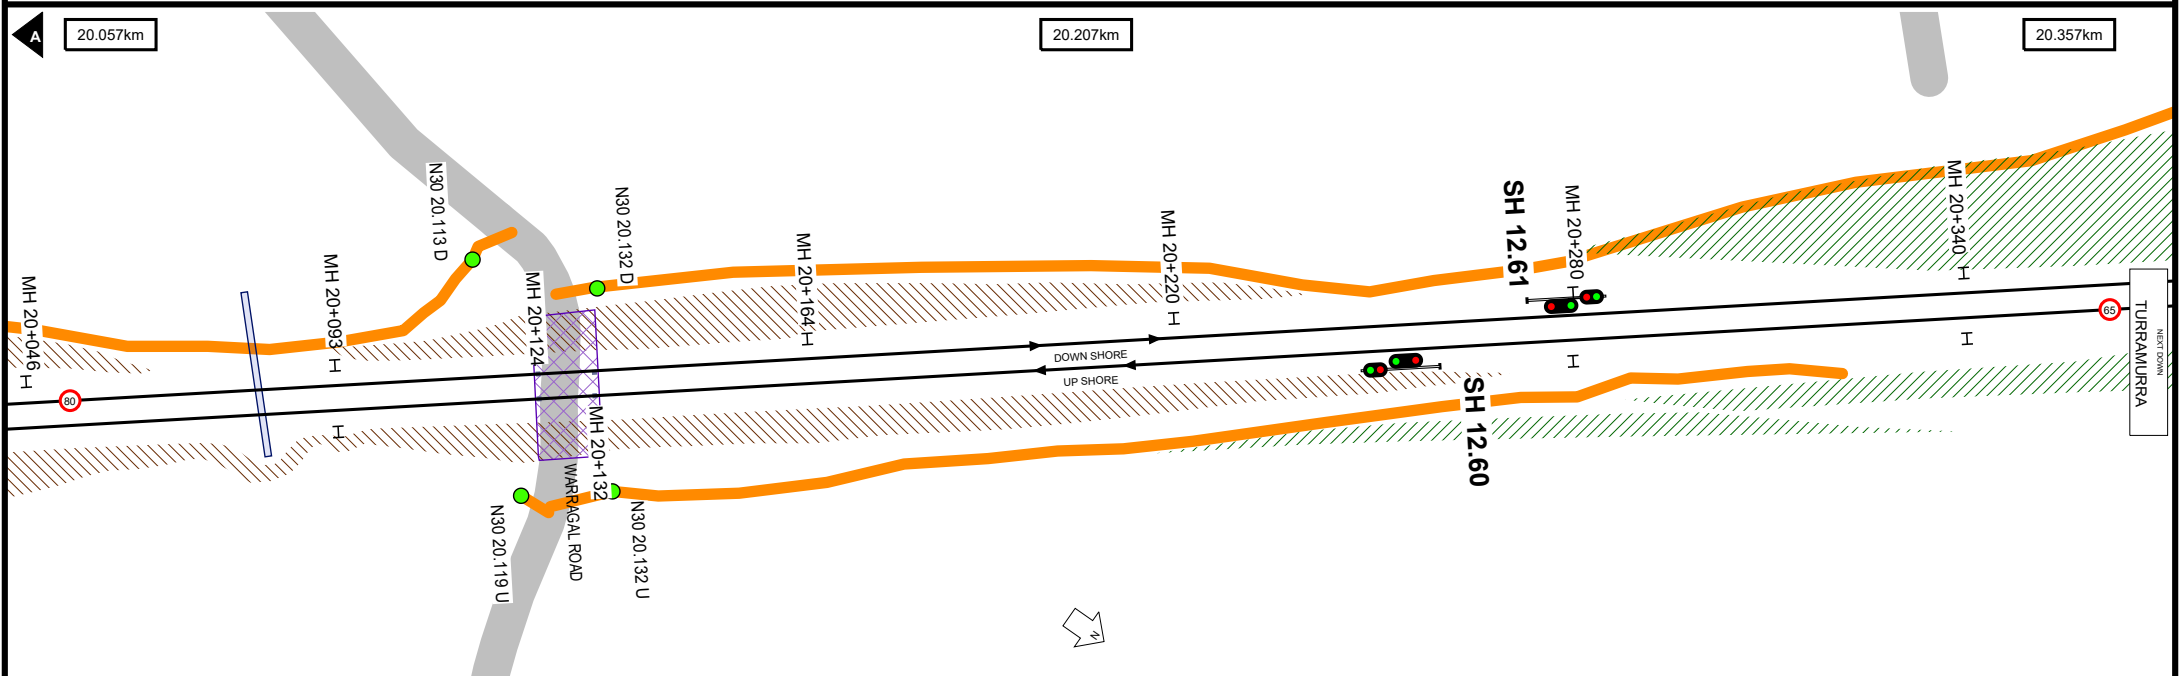 A
20.057km
20.207km
20.357km
N30 20.113 D
N30 20.132 D
MH 20+046
MH 20+093
MH 20+124
MH 20+164
MH 20+220
SH 12.61
MH 20+280
MH 20+340
H
H
H
H
H
H
H
H
H
80
65
DOWN SHORE
UP SHORE
NEXT DOWN
TURRAMURRA
MH 20+132
SH 12.60
WARRAGAL ROAD
N30 20.119 U
N30 20.132 U
N